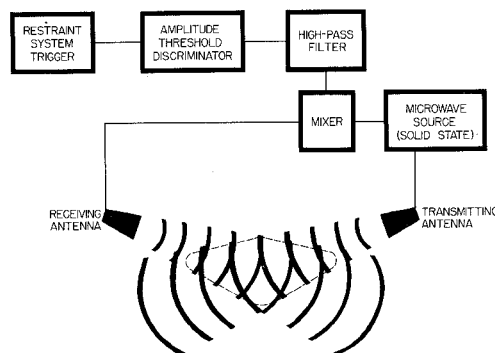 RESTRAINT
SYSTEM
TRIGGER
AMPLITUDE
THRESHOLD
DISCRIMINATOR
HIGH-PASS
FILTER
MIXER
MICROWAVE
SOURCE
(SOLID STATE)
RECEIVING
ANTENNA
TRANSMITTING
ANTENNA